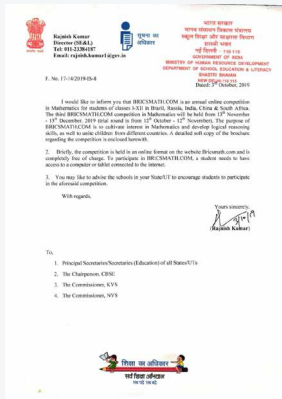 Rajnish Kumar
Director (SE&L)
Tel: 011-23384187
Email: rajnish.kumar1@gov.in
सूचना का
अधिकार
भारत सरकार
मानव संसाधन विकास मंत्रालय
स्कूल शिक्षा और साक्षरता विभाग
शास्त्री भवन
नई दिल्ली - 110 115
GOVERNMENT OF INDIA
MINISTRY OF HUMAN RESOURCE DEVELOPMENT
DEPARTMENT OF SCHOOL EDUCATION & LITERACY
SHASTRI BHAVAN
NEW DELHI-110 115
F. No. 17-14/2019-IS-8
Dated: 3rd October, 2019
I would like to inform you that BRICSMATH.COM is an annual online competition
in Mathematics for students of classes I-XII in Brazil, Russia, India, China & South Africa.
The third BRICSMATH.COM competition in Mathematics will be held from 13th November
- 15th December, 2019 (trial round is from 12th October - 12th November). The purpose of
BRICSMATH.COM is to cultivate interest in Mathematics and develop logical reasoning
skills, as well to unite children from different countries. A detailed soft copy of the brochure
regarding the competition is enclosed herewith.
2. Briefly, the competition is held in an online format on the website Bricsmath.com and is
completely free of charge. To participate in BRICSMATH.COM, a student needs to have
access to a computer or tablet connected to the internet.
3. You may like to advise the schools in your State/UT to encourage students to participate
in the aforesaid competition.
With regards,
Yours sincerely,
(Rajnish Kumar)
To,
1. Principal Secretaries/Secretaries (Education) of all States/UTs
2. The Chairperson, CBSE
3. The Commissioner, KVS
4. The Commissioner, NVS
शिक्षा का अधिकार
सर्व शिक्षा अभियान
सब पढ़ें सब बढ़ें